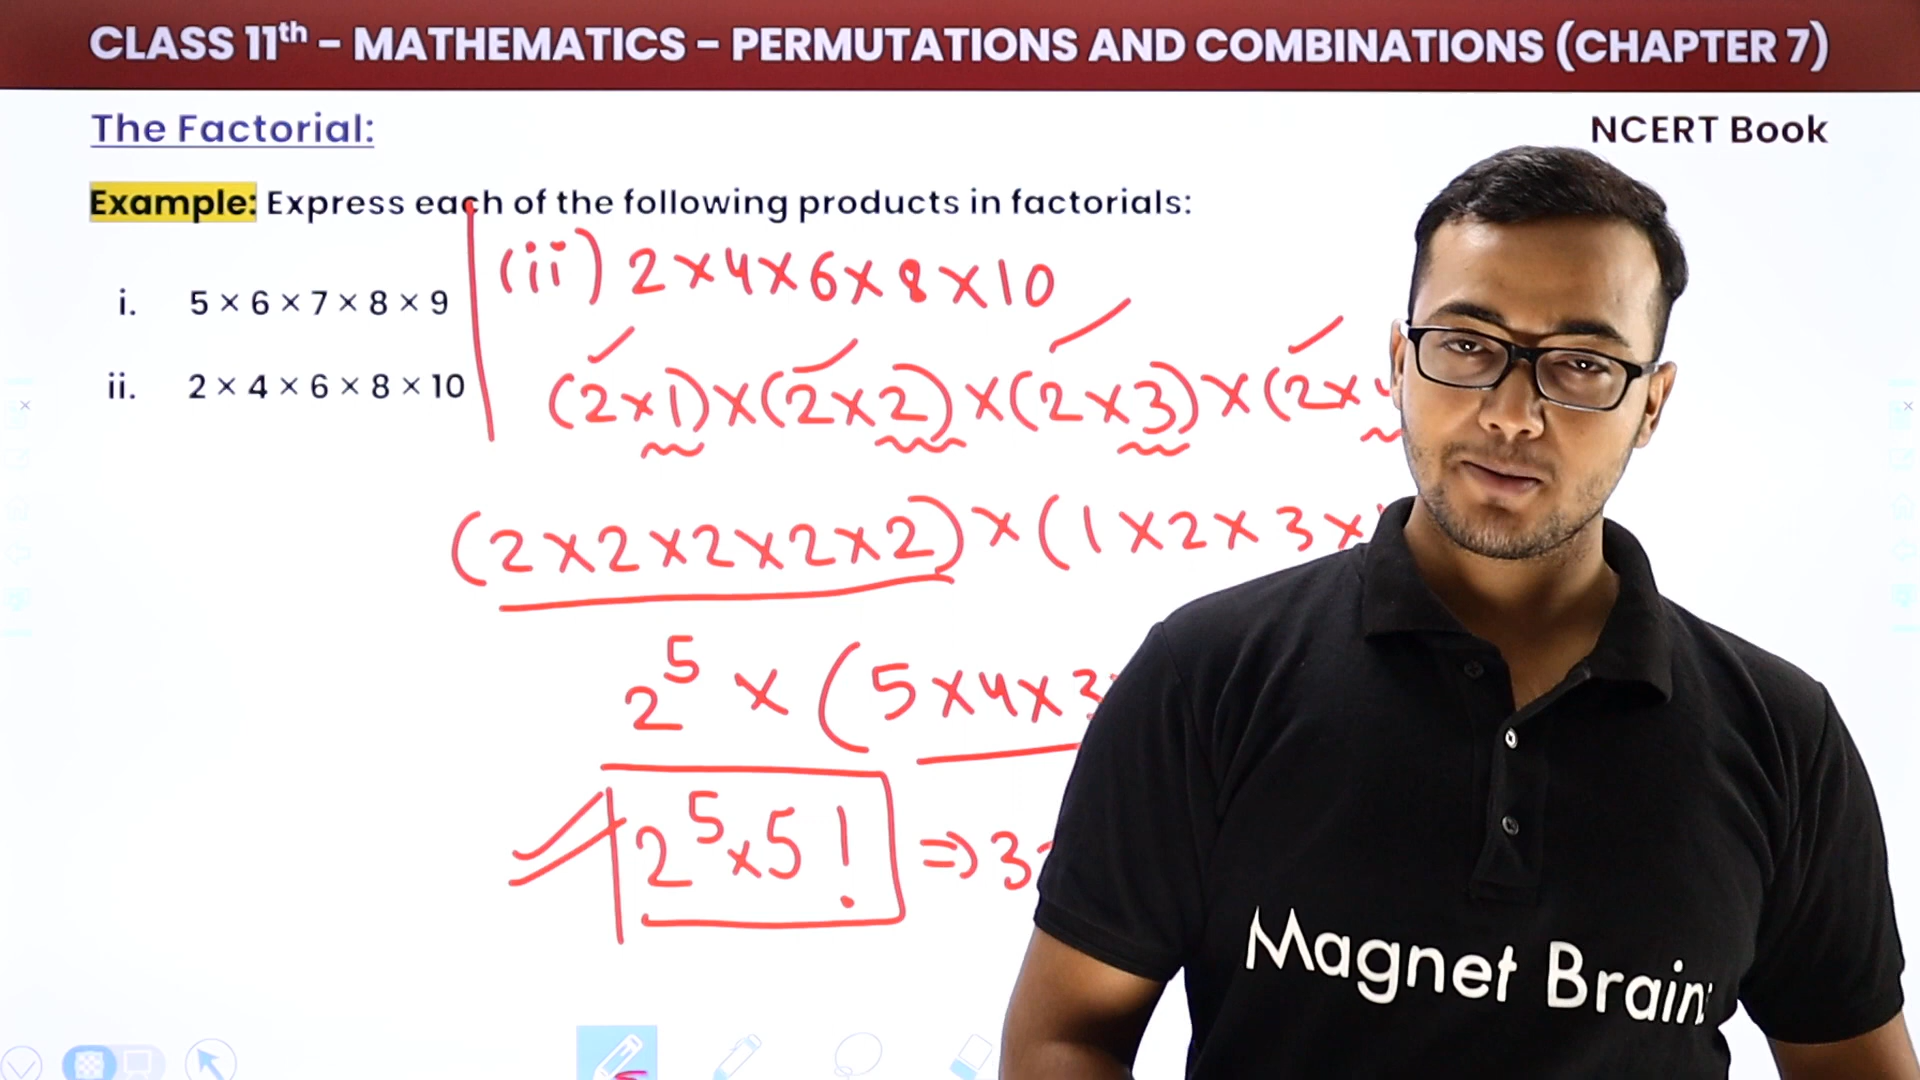 CLASS 11th – MATHEMATICS – PERMUTATIONS AND COMBINATIONS (CHAPTER 7)
The Factorial:
NCERT Book
Example: Express each of the following products in factorials:
i. 5 × 6 × 7 × 8 × 9
ii. 2 × 4 × 6 × 8 × 10
(ii) 2 × 4 × 6 × 8 × 10
(2 × 1) × (2 × 2) × (2 × 3) × (2 ×
(2 × 2 × 2 × 2 × 2) × (1 × 2 × 3 ×
2⁵ × (5 × 4 × 3
2⁵ × 5! ⇒ 3
Magnet Brain